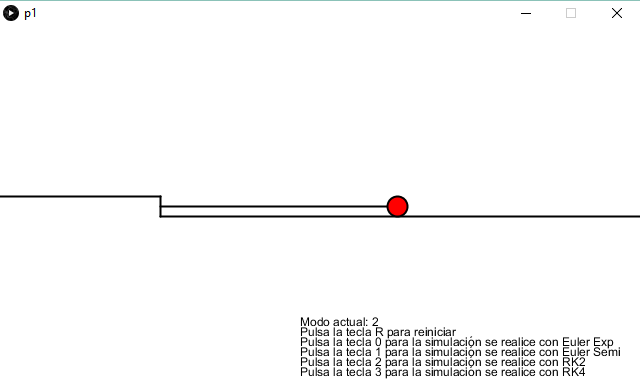 p1
Modo actual: 2
Pulsa la tecla R para reiniciar
Pulsa la tecla 0 para la simulación se realice con Euler Exp
Pulsa la tecla 1 para la simulación se realice con Euler Semi
Pulsa la tecla 2 para la simulación se realice con RK2
Pulsa la tecla 3 para la simulación se realice con RK4